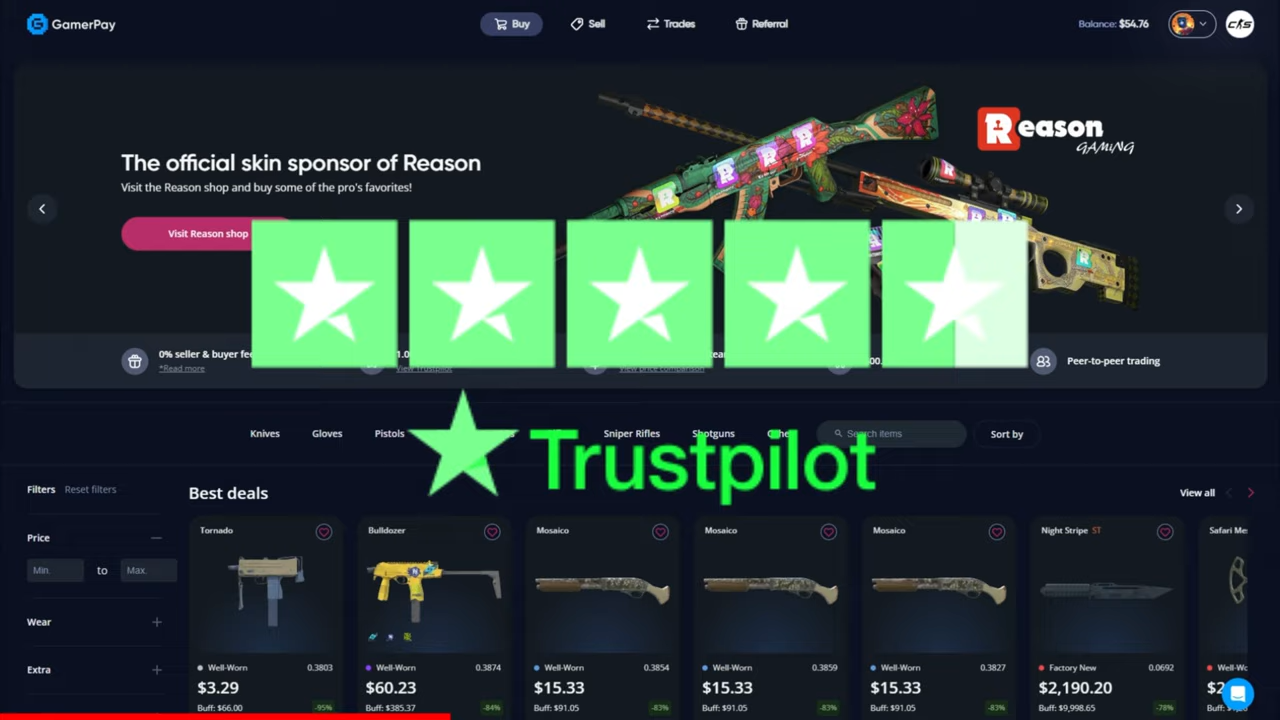 GamerPay
Buy
Sell
Trades
Referral
Balance: $54.76
CS
Reason
GAMING
The official skin sponsor of Reason
Visit the Reason shop and buy some of the pro's favorites!
Visit Reason shop
0% seller & buyer fee
*Read more
View Trustpilot
View price comparison
Peer-to-peer trading
Knives
Gloves
Pistols
Sniper Rifles
Shotguns
Search items
Sort by
Trustpilot
Filters
Reset filters
Best deals
View all
Price
Min.
to
Max.
Wear
Extra
Tornado
Well-Worn
0.3803
$3.29
Buff: $66.00
-95%
Bulldozer
Well-Worn
0.3874
$60.23
Buff: $385.37
-84%
Mosaico
Well-Worn
0.3854
$15.33
Buff: $91.05
-83%
Mosaico
Well-Worn
0.3859
$15.33
Buff: $91.05
-83%
Mosaico
Well-Worn
0.3827
$15.33
Buff: $91.05
-83%
Night Stripe ST
Factory New
0.0692
$2,190.20
Buff: $9,998.65
-78%
Safari Me
Well-Wo
$2
Buff: $